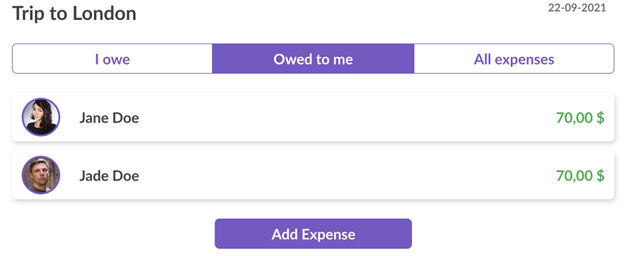 Trip to London
22-09-2021
I owe
Owed to me
All expenses
Jane Doe
70,00 $
Jade Doe
70,00 $
Add Expense